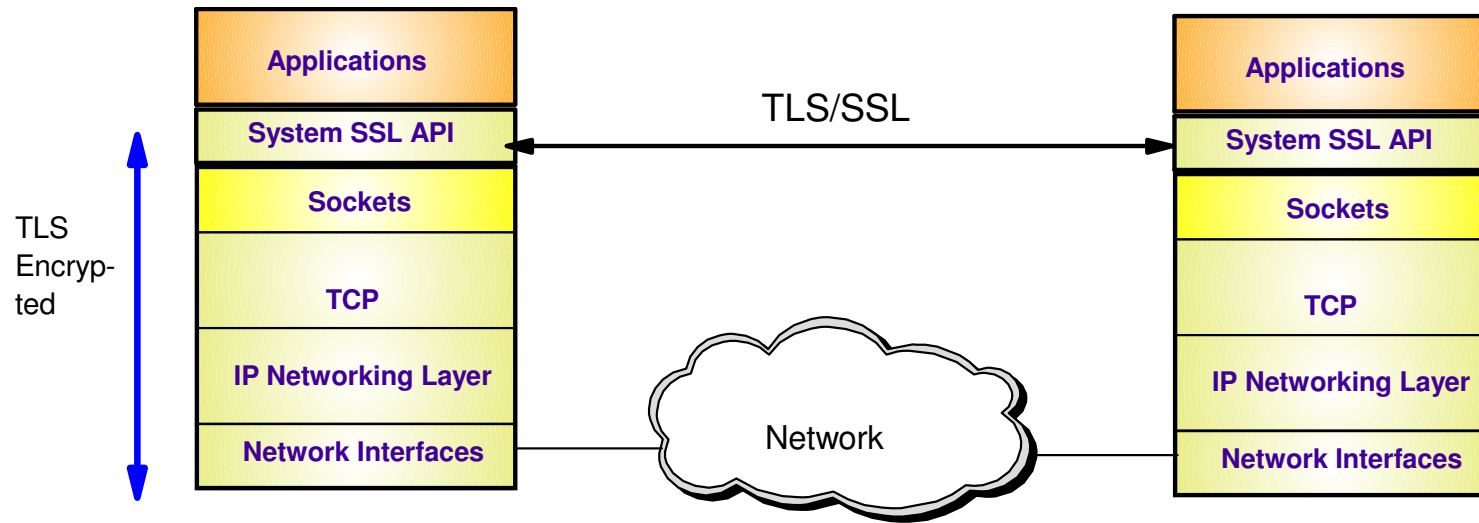 Applications
System SSL API
Sockets
TCP
IP Networking Layer
Network Interfaces
TLS
Encryp-
ted
TLS/SSL
Network
Applications
System SSL API
Sockets
TCP
IP Networking Layer
Network Interfaces